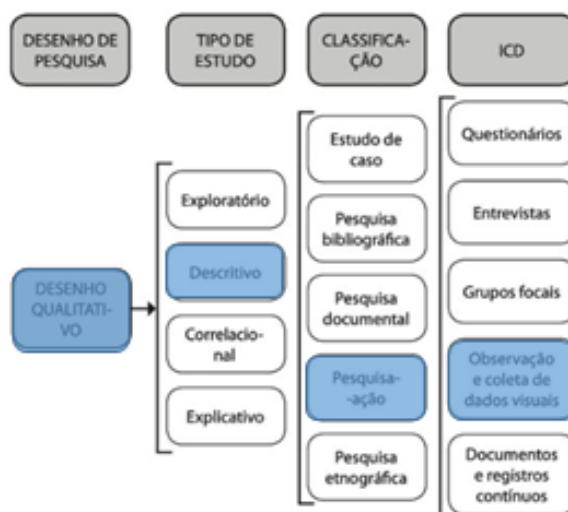 DESENHO DE
PESQUISA
TIPO DE
ESTUDO
CLASSIFICA-
ÇÃO
ICD
DESENHO
QUALITATI-
VO
Exploratório
Descritivo
Correlacio-
nal
Explicativo
Estudo de
caso
Pesquisa
bibliográfica
Pesquisa
documental
Pesquisa-
-ação
Pesquisa
etnográfica
Questionários
Entrevistas
Grupos focais
Observação
e coleta de
dados visuais
Documentos
e registros
contínuos